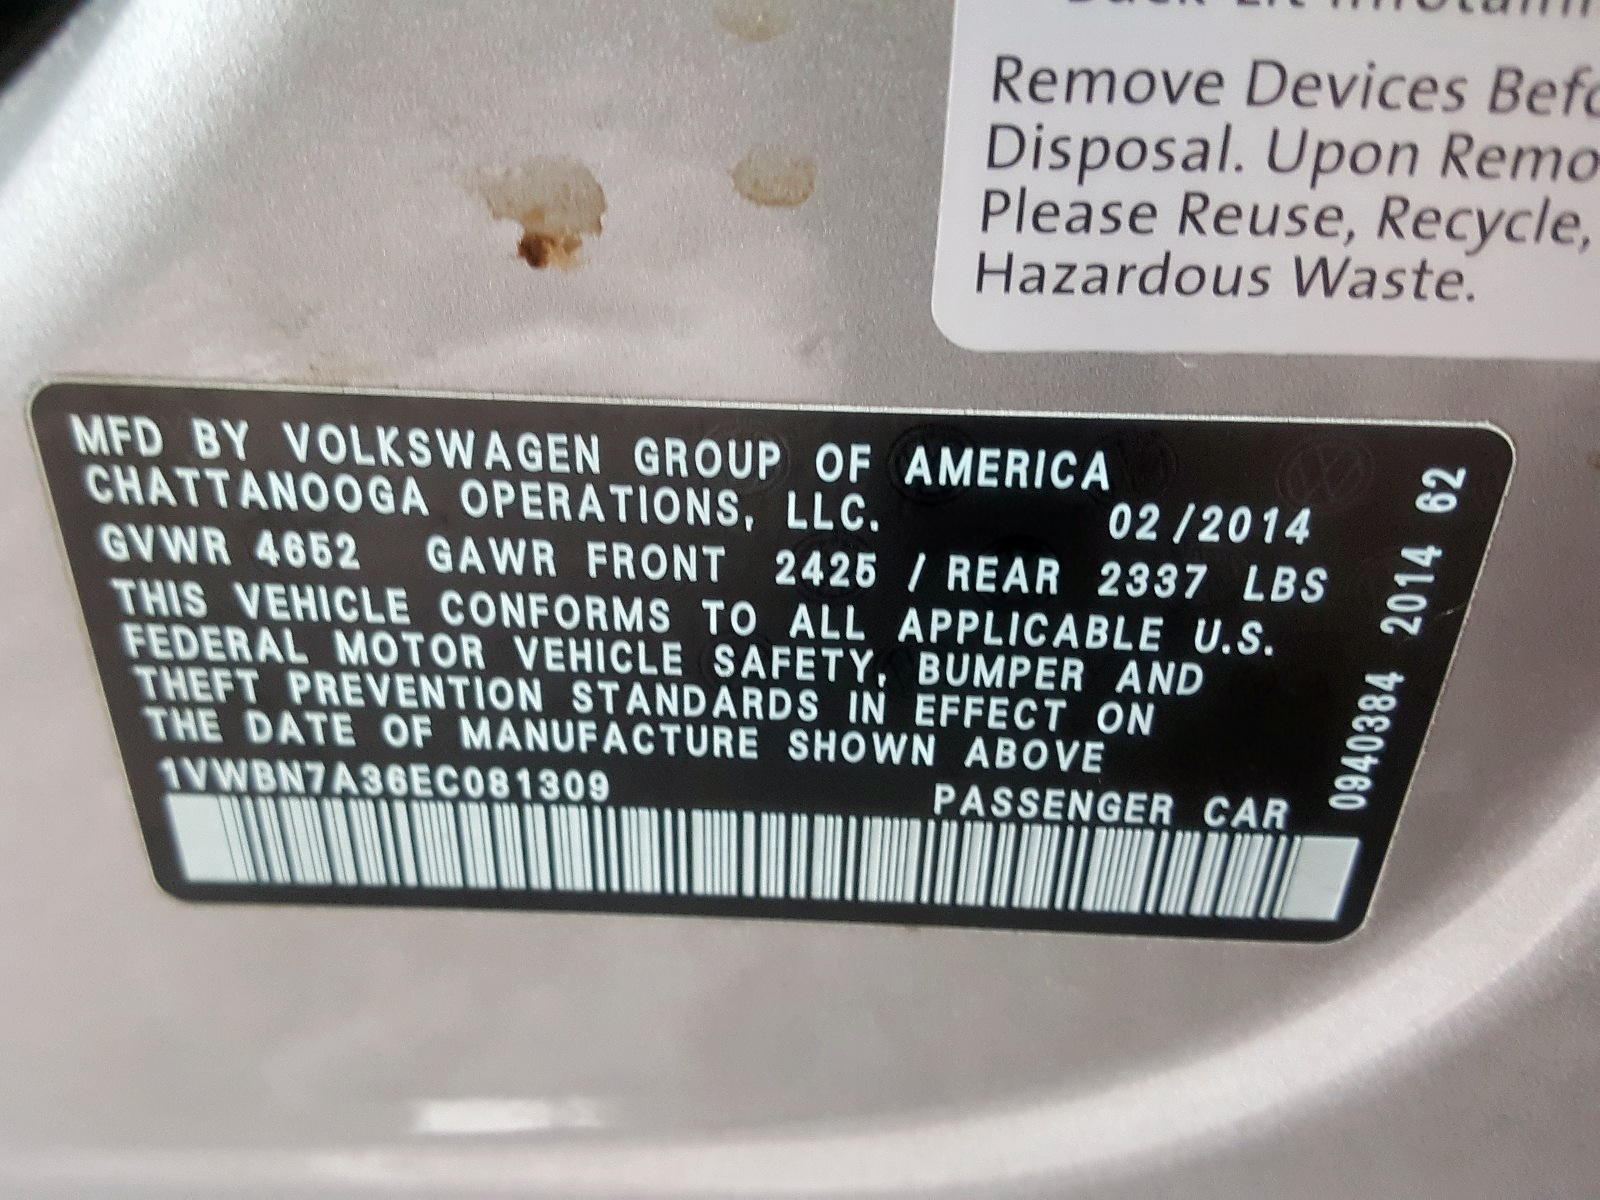 Remove Devices Befo
Disposal. Upon Remo
Please Reuse, Recycle,
Hazardous Waste.
MFD BY VOLKSWAGEN GROUP OF AMERICA
CHATTANOOGA OPERATIONS, LLC. 02/2014
GVWR 4652 GAWR FRONT 2425 / REAR 2337 LBS
THIS VEHICLE CONFORMS TO ALL APPLICABLE U.S.
FEDERAL MOTOR VEHICLE SAFETY, BUMPER AND
THEFT PREVENTION STANDARDS IN EFFECT ON
THE DATE OF MANUFACTURE SHOWN ABOVE
1VWBN7A36EC081309 PASSENGER CAR
0940384 2014 62